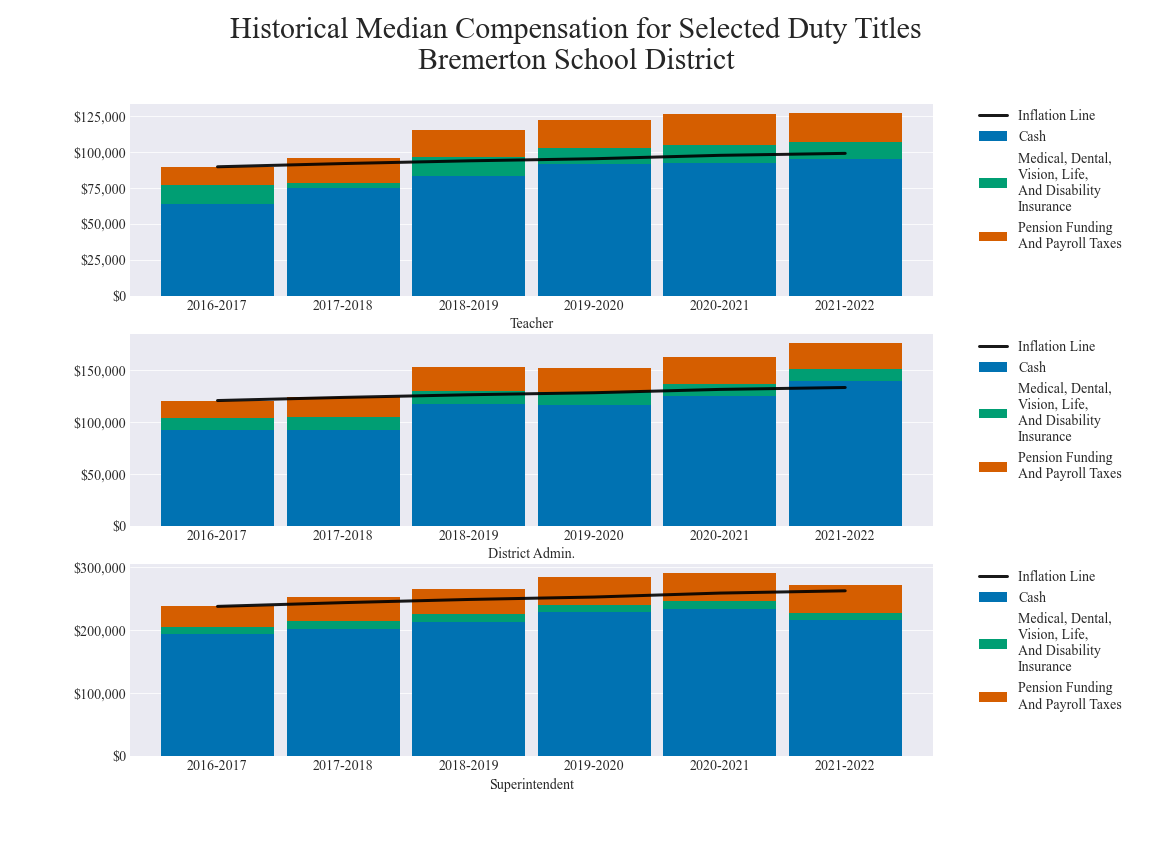 Historical Median Compensation for Selected Duty Titles
Bremerton School District
$125,000
$100,000
$75,000
$50,000
$25,000
$0
2016-2017 2017-2018 2018-2019 2019-2020 2020-2021 2021-2022
Teacher
Inflation Line
Cash
Medical, Dental,
Vision, Life,
And Disability
Insurance
Pension Funding
And Payroll Taxes
$150,000
$100,000
$50,000
$0
2016-2017 2017-2018 2018-2019 2019-2020 2020-2021 2021-2022
District Admin.
Inflation Line
Cash
Medical, Dental,
Vision, Life,
And Disability
Insurance
Pension Funding
And Payroll Taxes
$300,000
$200,000
$100,000
$0
2016-2017 2017-2018 2018-2019 2019-2020 2020-2021 2021-2022
Superintendent
Inflation Line
Cash
Medical, Dental,
Vision, Life,
And Disability
Insurance
Pension Funding
And Payroll Taxes